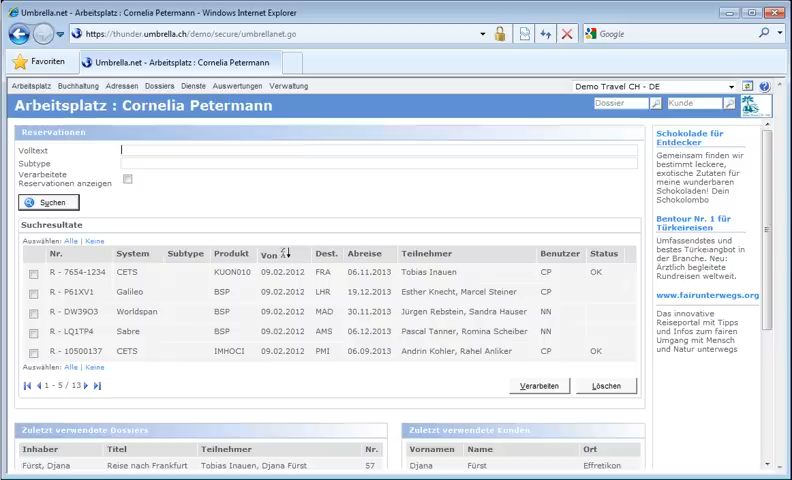 Umbrella.net - Arbeitsplatz : Cornelia Petermann - Windows Internet Explorer
https://thunder.umbrella.ch/demo/secure/umbrellanet.go
Google
Favoriten
Umbrella.net - Arbeitsplatz : Cornelia Petermann
Arbeitsplatz Buchhaltung Adressen Dossiers Dienste Auswertungen Verwaltung
Demo Travel CH - DE
Arbeitsplatz : Cornelia Petermann
Dossier
Kunde
Reservationen
Volltext
Subtype
Verarbeitete
Reservationen anzeigen
Suchen
Suchresultate
Auswählen: Alle | Keine
Nr. System Subtype Produkt Von Dest. Abreise Teilnehmer Benutzer Status
R - 7654-1234 CETS KUON010 09.02.2012 FRA 06.11.2013 Tobias Inauen CP OK
R - P61XV1 Galileo BSP 09.02.2012 LHR 19.12.2013 Esther Knecht, Marcel Steiner CP
R - DW39O3 Worldspan BSP 09.02.2012 MAD 30.11.2013 Jürgen Rebstein, Sandra Hauser NN
R - LQ1TP4 Sabre BSP 09.02.2012 AMS 06.12.2013 Pascal Tanner, Romina Scheiber NN
R - 10500137 CETS IMHOCI 09.02.2012 PMI 06.09.2013 Andrin Kohler, Rahel Anliker CP OK
Auswählen: Alle | Keine
1 - 5 / 13
Verarbeiten
Löschen
Zuletzt verwendete Dossiers
Inhaber Titel Teilnehmer Nr.
Fürst, Djana Reise nach Frankfurt Tobias Inauen, Djana Fürst 57
Zuletzt verwendete Kunden
Vornamen Name Ort
Djana Fürst Effretikon
Schokolade für
Entdecker
Gemeinsam finden wir
bestimmt leckere,
exotische Zutaten für
meine wunderbaren
Schokoladen! Dein
Schokolombo
Bentour Nr. 1 für
Türkeireisen
Umfassendstes und
bestes Türkeiangebot
in der Branche. Neu:
Ärztlich begleitete
Rundreisen weltweit.
www.fairunterwegs.org
Das innovative
Reiseportal mit Tipps
und Infos zum fairen
Umgang mit Mensch
und Natur unterwegs